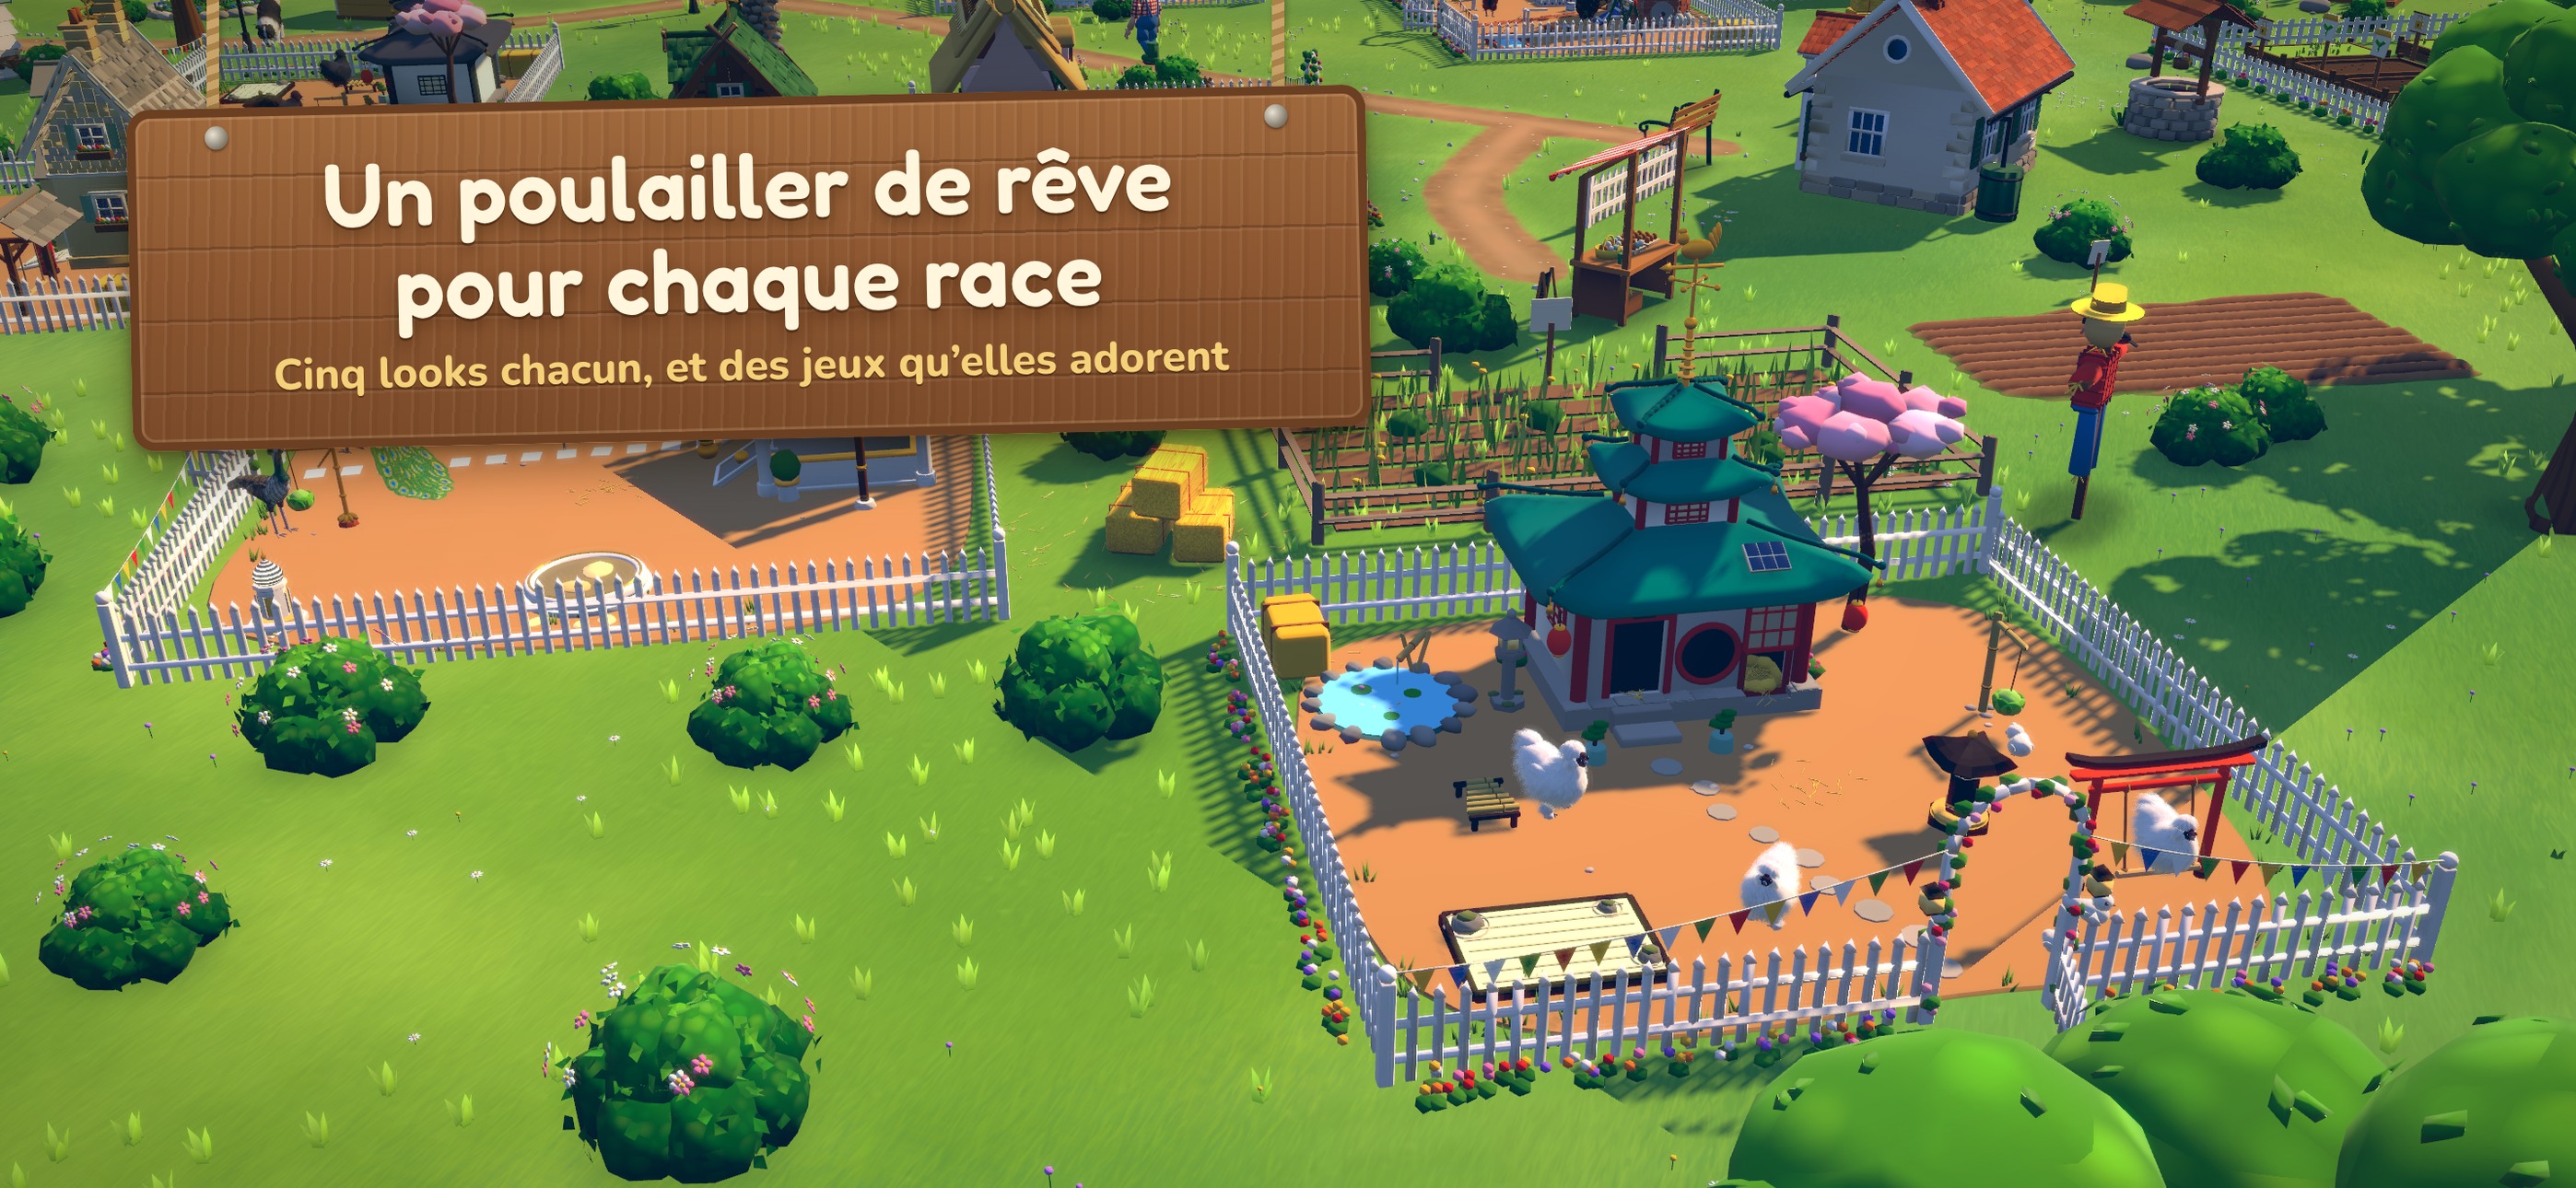 Un poulailler de rêve
pour chaque race
Cinq looks chacun, et des jeux qu’elles adorent